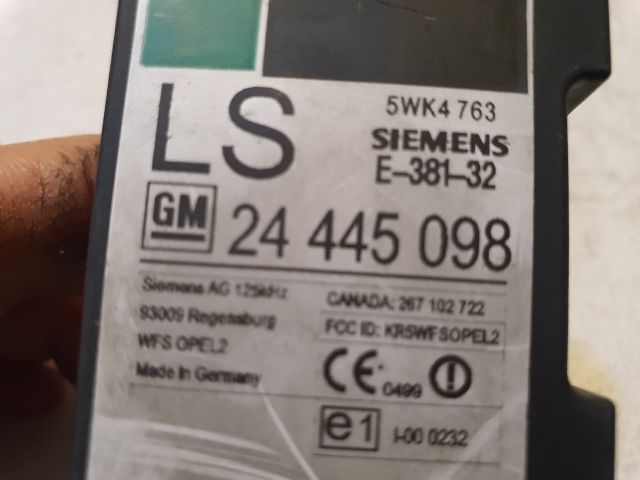 LS
5WK4 763
SIEMENS
E-381-32
GM 24 445 098
Siemens AG 125kHz
93009 Regensburg
WFS OPEL2
Made in Germany
CANADA: 267 102 722
FCC ID: KR5WFSOPEL2
CE 0499 !
e1 I-00 0232